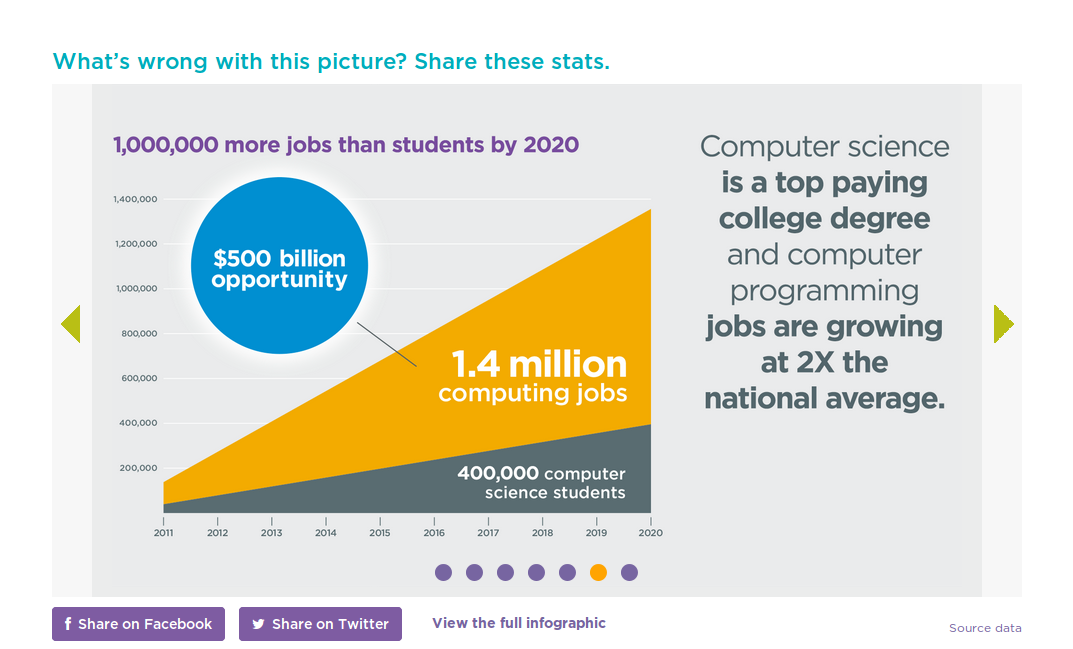 What's wrong with this picture? Share these stats.
1,000,000 more jobs than students by 2020
1,400,000
1,200,000
1,000,000
800,000
600,000
400,000
200,000
$500 billion
opportunity
1.4 million
computing jobs
400,000 computer
science students
2011 2012 2013 2014 2015 2016 2017 2018 2019 2020
Computer science
is a top paying
college degree
and computer
programming
jobs are growing
at 2X the
national average.
f Share on Facebook
Share on Twitter
View the full infographic
Source data